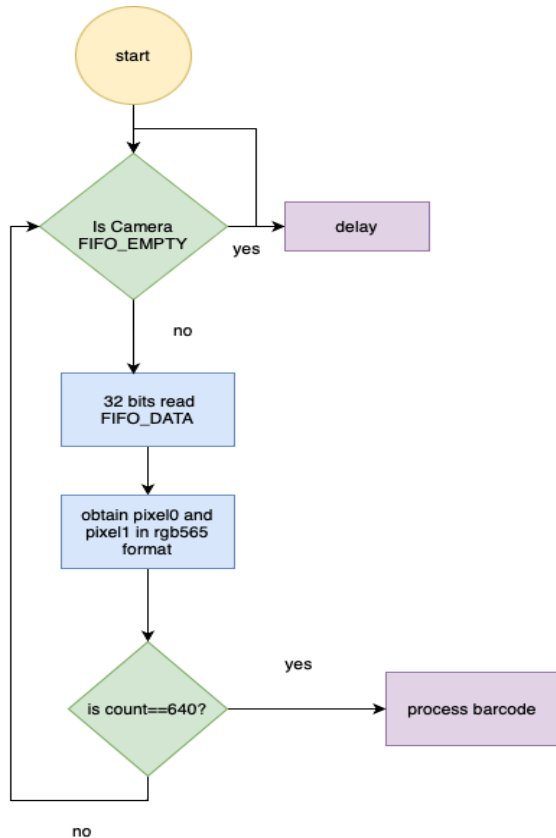 start
Is Camera
FIFO_EMPTY
yes
delay
no
32 bits read
FIFO_DATA
obtain pixel0 and
pixel1 in rgb565
format
is count==640?
yes
process barcode
no